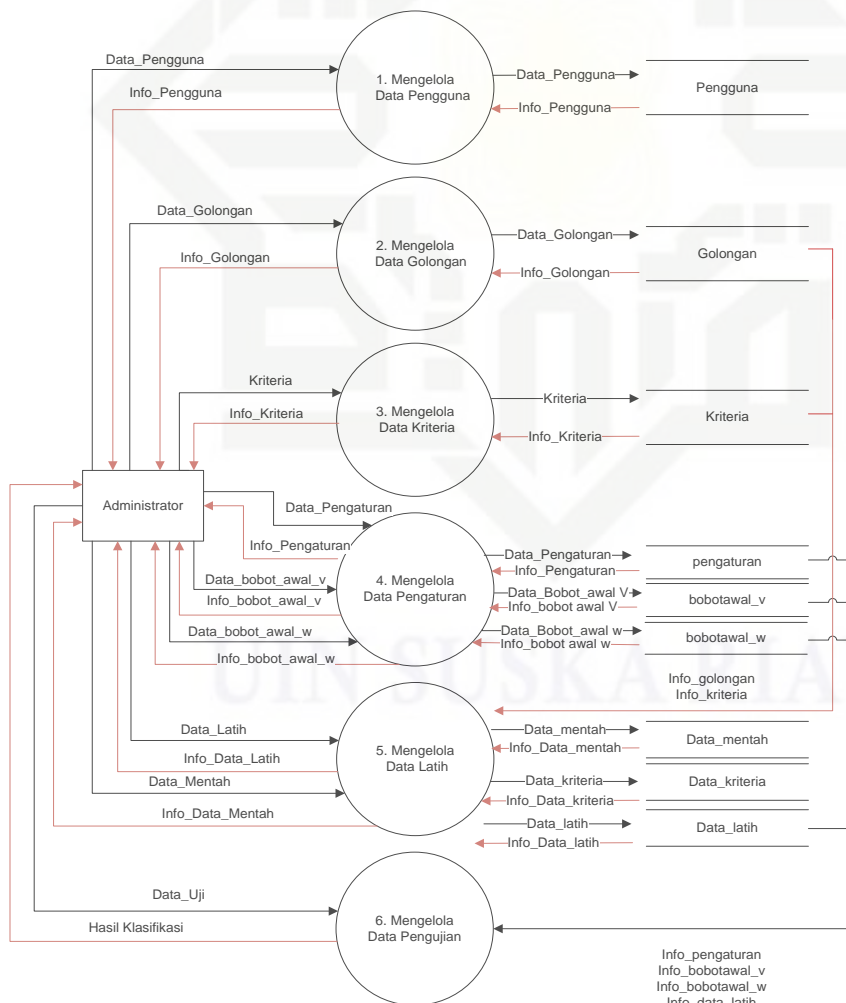 Data_Pengguna
Info_Pengguna
1. Mengelola
Data Pengguna
Data_Pengguna
Info_Pengguna
Pengguna
Data_Golongan
Info_Golongan
2. Mengelola
Data Golongan
Data_Golongan
Info_Golongan
Golongan
Kriteria
Info_Kriteria
3. Mengelola
Data Kriteria
Kriteria
Info_Kriteria
Kriteria
Administrator
Data_Pengaturan
Info_Pengaturan
Data_bobot_awal_v
Info_bobot_awal_v
Data_bobot_awal_w
Info_bobot_awal_w
4. Mengelola
Data Pengaturan
Data_Pengaturan
Info_Pengaturan
Data_Bobot_awal V
Info_bobot awal V
Data_Bobot_awal w
Info_bobot awal w
pengaturan
bobotawal_v
bobotawal_w
UIN SUSKA RIA
Info_golongan
Info_kriteria
Data_Latih
Info_Data_Latih
Data_Mentah
Info_Data_Mentah
5. Mengelola
Data Latih
Data_mentah
Info_Data_mentah
Data_kriteria
Info_Data_kriteria
Data_latih
Info_Data_latih
Data_mentah
Data_kriteria
Data_latih
Data_Uji
Hasil Klasifikasi
6. Mengelola
Data Pengujian
Info_pengaturan
Info_bobotawal_v
Info_bobotawal_w
Info_data_latih